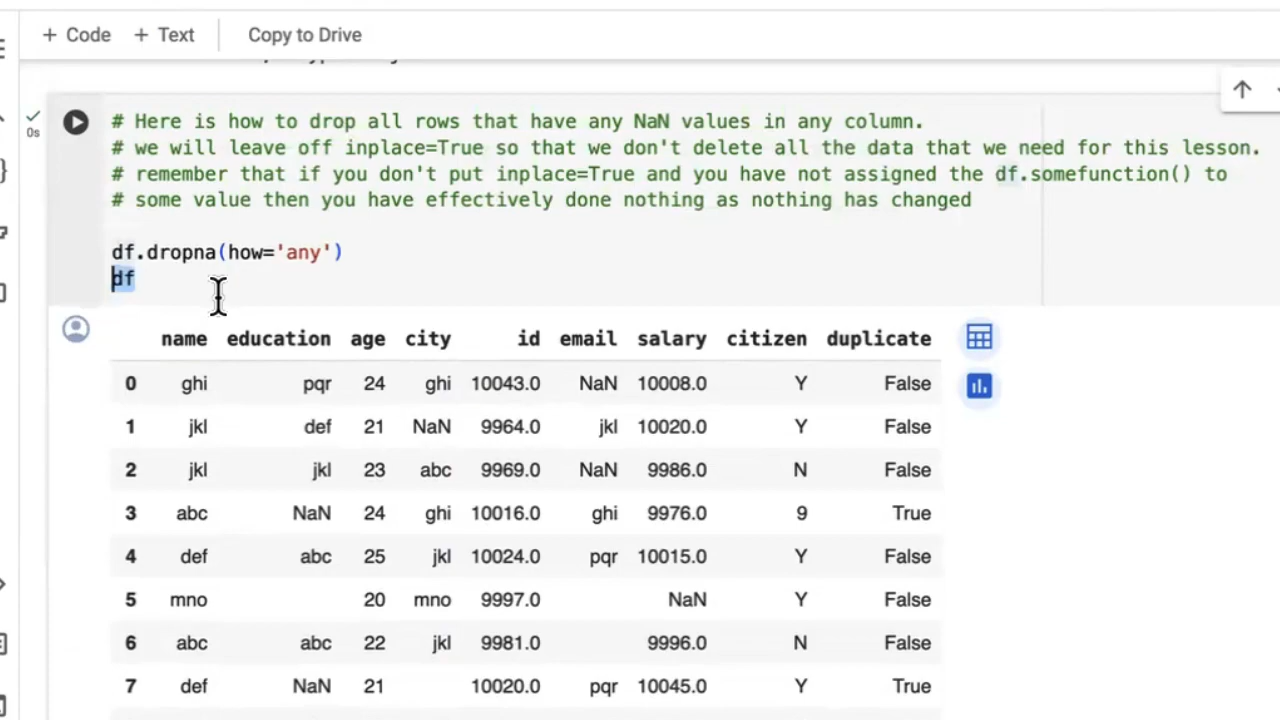 + Code + Text Copy to Drive
0s
# Here is how to drop all rows that have any NaN values in any column.
# we will leave off inplace=True so that we don't delete all the data that we need for this lesson.
# remember that if you don't put inplace=True and you have not assigned the df.somefunction() to
# some value then you have effectively done nothing as nothing has changed
df.dropna(how='any')
df
name education age city id email salary citizen duplicate
0 ghi pqr 24 ghi 10043.0 NaN 10008.0 Y False
1 jkl def 21 NaN 9964.0 jkl 10020.0 Y False
2 jkl jkl 23 abc 9969.0 NaN 9986.0 N False
3 abc NaN 24 ghi 10016.0 ghi 9976.0 9 True
4 def abc 25 jkl 10024.0 pqr 10015.0 Y False
5 mno 20 mno 9997.0 NaN Y False
6 abc abc 22 jkl 9981.0 9996.0 N False
7 def NaN 21 10020.0 pqr 10045.0 Y True